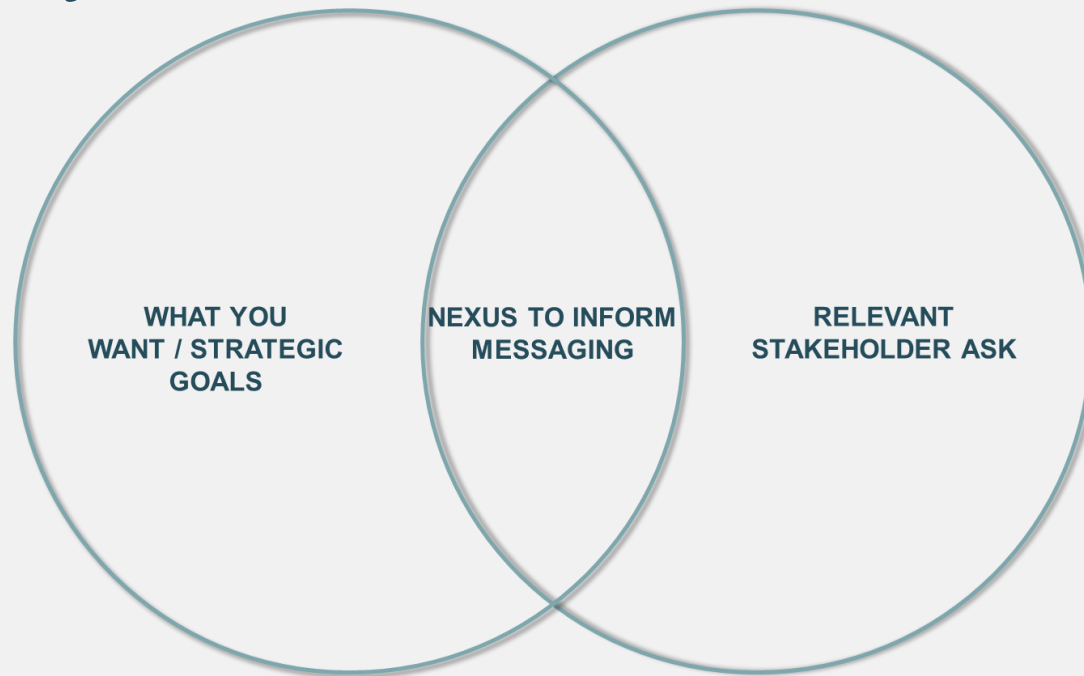 WHAT YOU
WANT / STRATEGIC
GOALS
NEXUS TO INFORM
MESSAGING
RELEVANT
STAKEHOLDER ASK